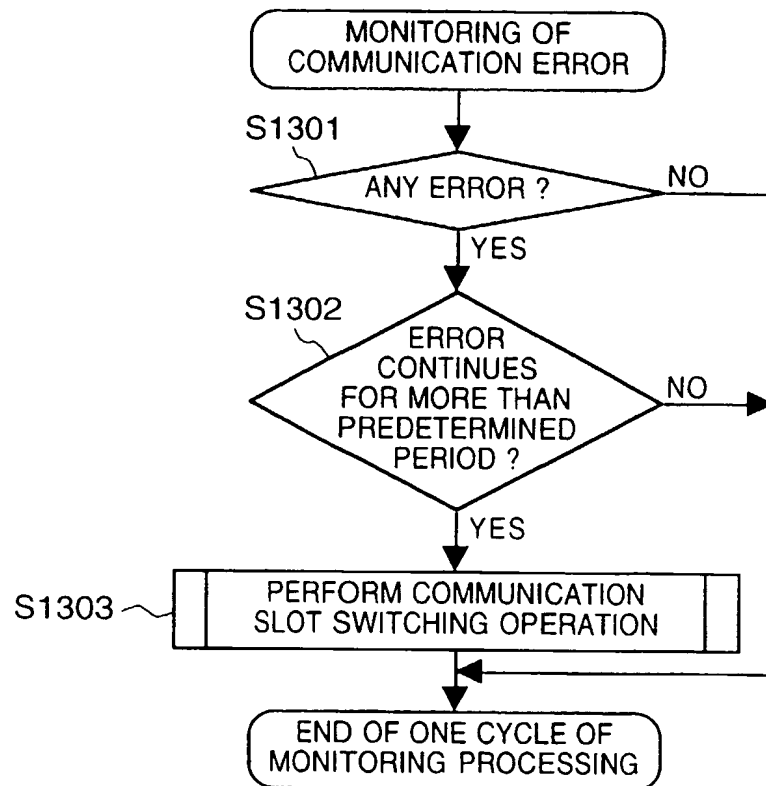 MONITORING OF
COMMUNICATION ERROR
S1301
ANY ERROR ?
NO
YES
S1302
ERROR
CONTINUES
FOR MORE THAN
PREDETERMINED
PERIOD ?
NO
YES
S1303
PERFORM COMMUNICATION
SLOT SWITCHING OPERATION
END OF ONE CYCLE OF
MONITORING PROCESSING